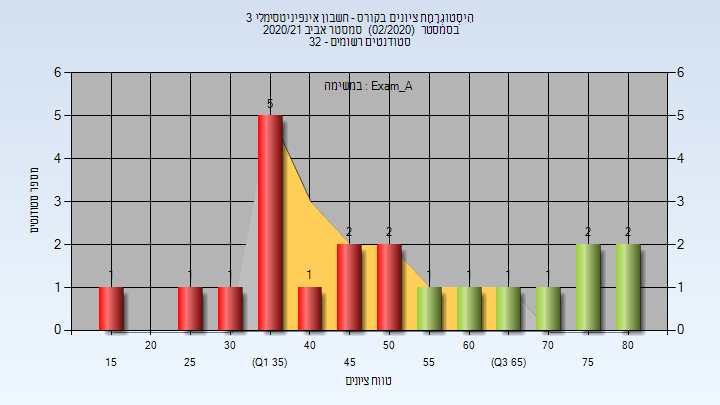 היסטוגרמת ציונים בקורס - חשבון אינפיניטסימלי 3
בסמסטר (02/2020) סמסטר אביב 2020/21
סטודנטים רשומים - 32
במשימה : Exam_A
מספר סטודנטים
6 6
5 5
4 4
3 3
2 2
1 1
0 0
1 1 1 5 1 2 2 1 1 1 1 2 2
20 30 40 50 60 70 80
15 25 (Q1 35) 45 55 (Q3 65) 75
טווח ציונים